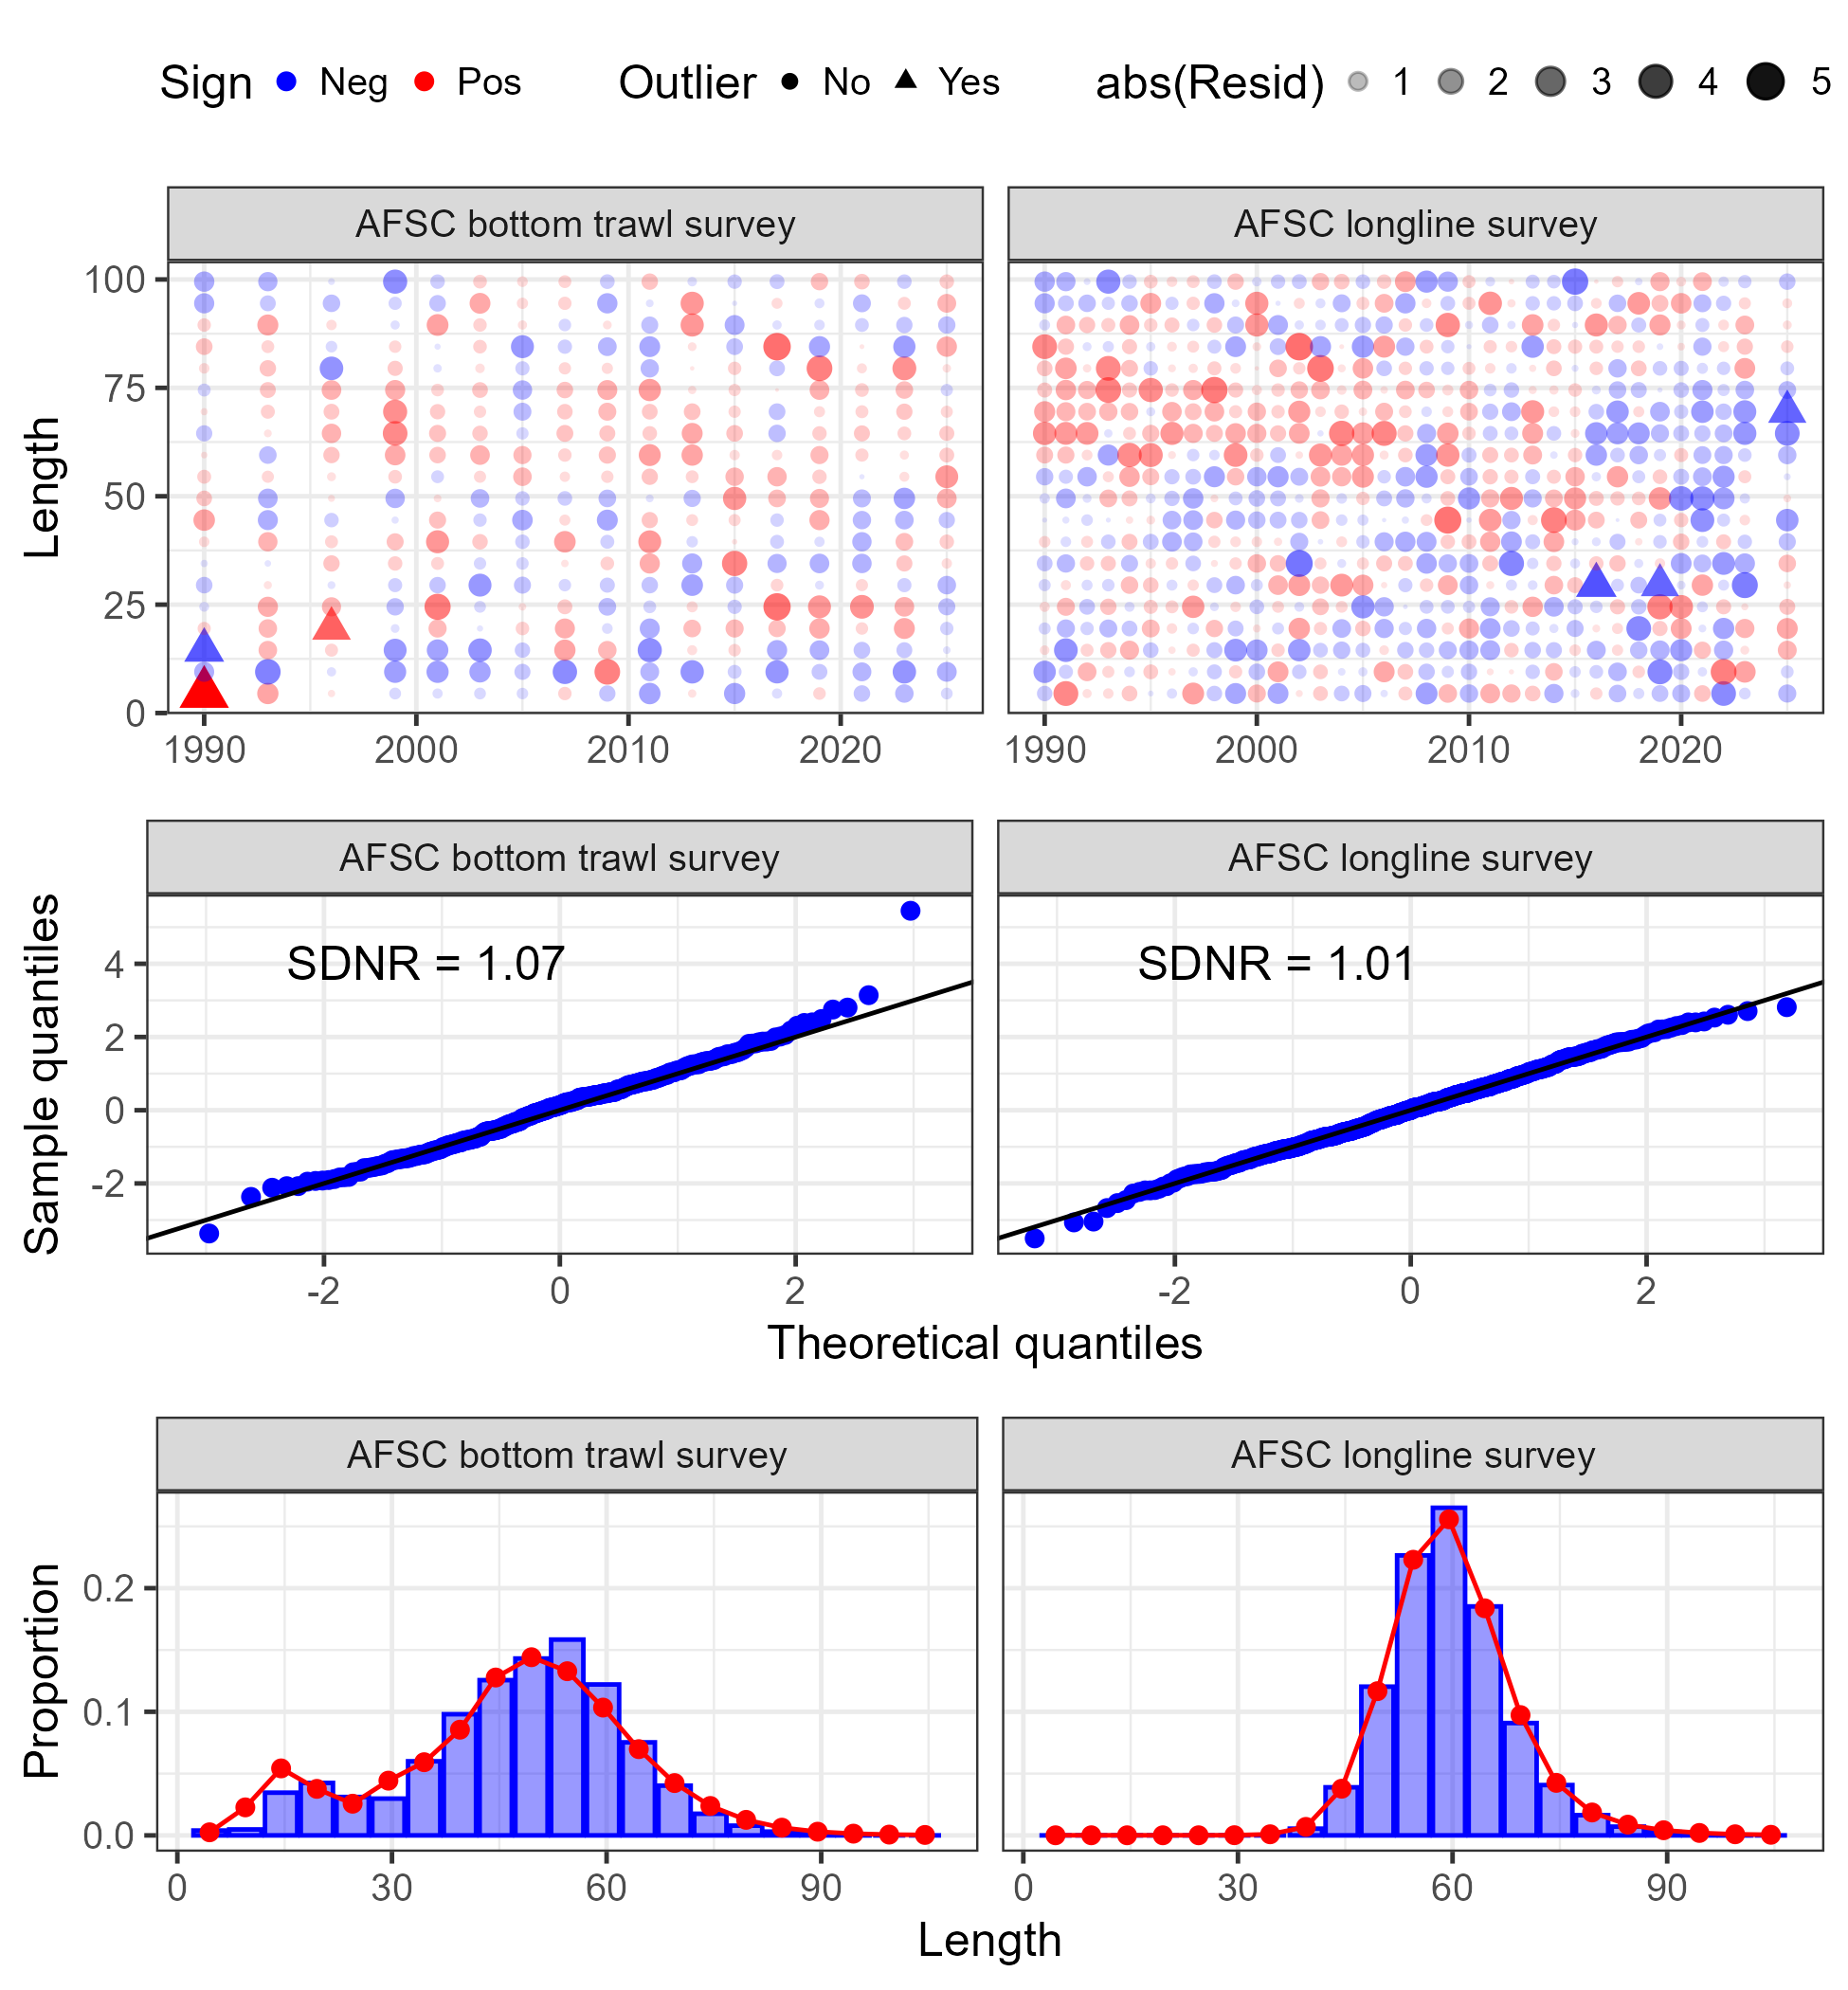 Sign Neg Pos Outlier No Yes abs(Resid) 1 2 3 4 5
AFSC bottom trawl survey AFSC longline survey
Length
100
75
50
25
0
1990 2000 2010 2020 1990 2000 2010 2020
AFSC bottom trawl survey AFSC longline survey
Sample quantiles
SDNR = 1.07 SDNR = 1.01
4
2
0
-2
-2 0 2 -2 0 2
Theoretical quantiles
AFSC bottom trawl survey AFSC longline survey
Proportion
0.2
0.1
0.0
0 30 60 90 0 30 60 90
Length